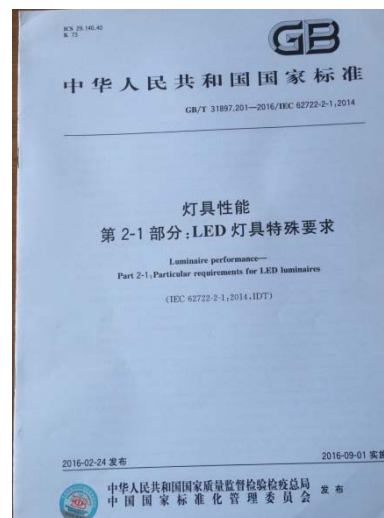 ICS 29.140.40
K 73
GB
中华人民共和国国家标准
GB/T 31897.201—2016/IEC 62722-2-1:2014
灯具性能
第2-1部分:LED灯具特殊要求
Luminaire performance—
Part 2-1:Particular requirements for LED luminaires
(IEC 62722-2-1:2014,IDT)
2016-02-24 发布
2016-09-01 实施
中华人民共和国国家质量监督检验检疫总局
中国国家标准化管理委员会
发布